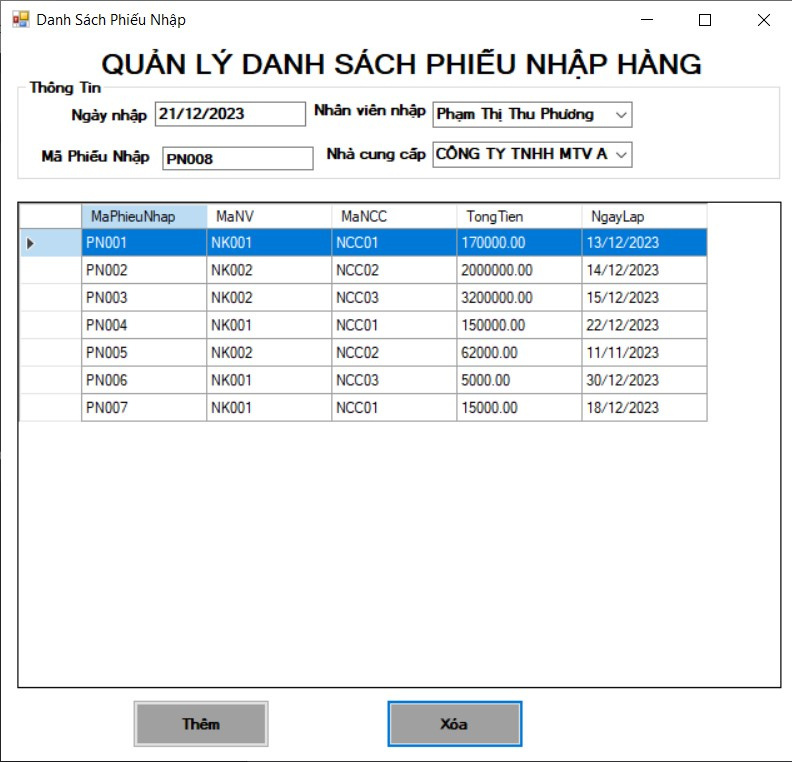 Danh Sách Phiếu Nhập
QUẢN LÝ DANH SÁCH PHIẾU NHẬP HÀNG
Thông Tin
Ngày nhập 21/12/2023 Nhân viên nhập Phạm Thị Thu Phương
Mã Phiếu Nhập PN008 Nhà cung cấp CÔNG TY TNHH MTV A
MaPhieuNhap MaNV MaNCC TongTien NgayLap
PN001 NK001 NCC01 170000.00 13/12/2023
PN002 NK002 NCC02 2000000.00 14/12/2023
PN003 NK002 NCC03 3200000.00 15/12/2023
PN004 NK001 NCC01 150000.00 22/12/2023
PN005 NK002 NCC02 62000.00 11/11/2023
PN006 NK001 NCC03 5000.00 30/12/2023
PN007 NK001 NCC01 15000.00 18/12/2023
Thêm Xóa